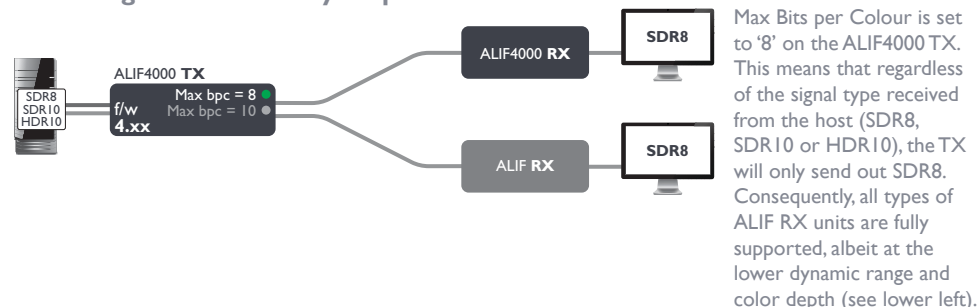 SDR8
SDR10
HDR10
ALIF4000 TX
f/w
4.xx
Max bpc = 8
Max bpc = 10
ALIF4000 RX
SDR8
ALIF RX
SDR8
Max Bits per Colour is set
to ‘8’ on the ALIF4000 TX.
This means that regardless
of the signal type received
from the host (SDR8,
SDR10 or HDR10), the TX
will only send out SDR8.
Consequently, all types of
ALIF RX units are fully
supported, albeit at the
lower dynamic range and
color depth (see lower left).